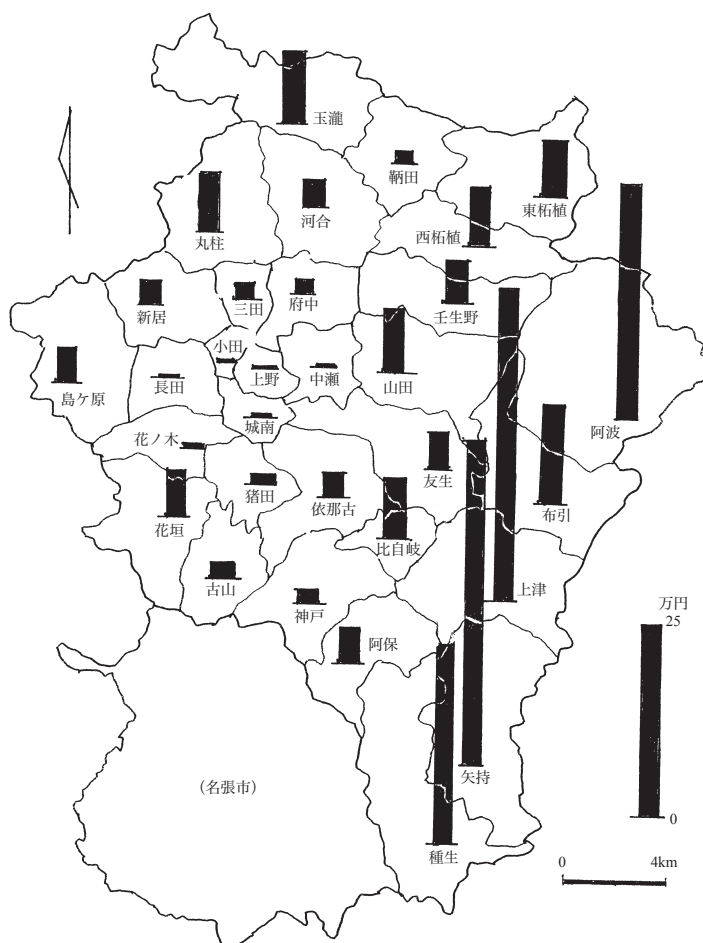 玉瀧
鞆田
東柘植
河合
西柘植
丸柱
三田
府中
新居
壬生野
小田
島ケ原
長田
上野
中瀬
山田
阿波
城南
花ノ木
友生
猪田
依那古
布引
花垣
比自岐
古山
上津
神戸
万円
25
阿保
矢持
(名張市)
0
種生
0
4km